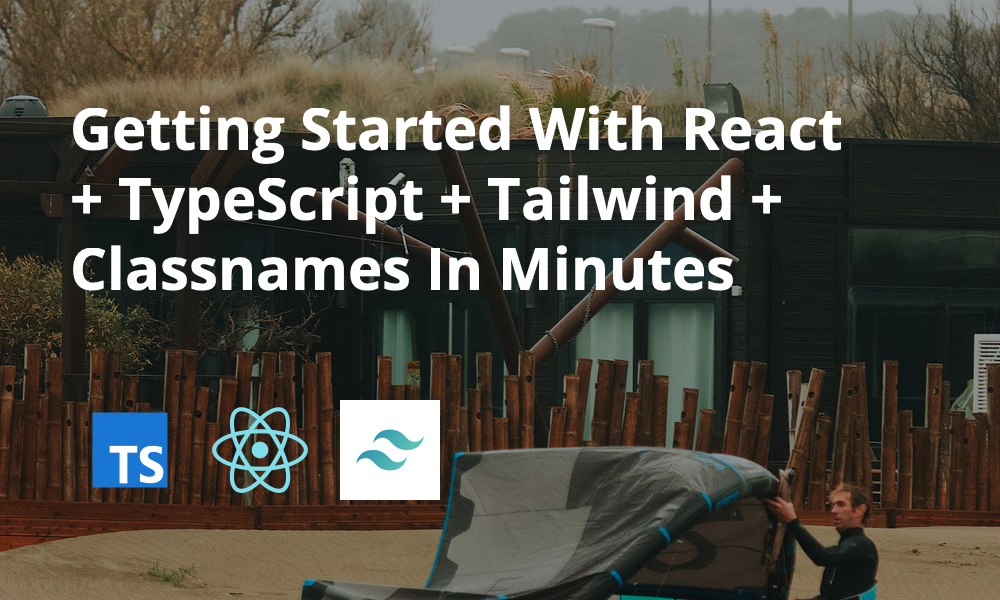 Getting Started With React
+ TypeScript + Tailwind +
Classnames In Minutes
TS